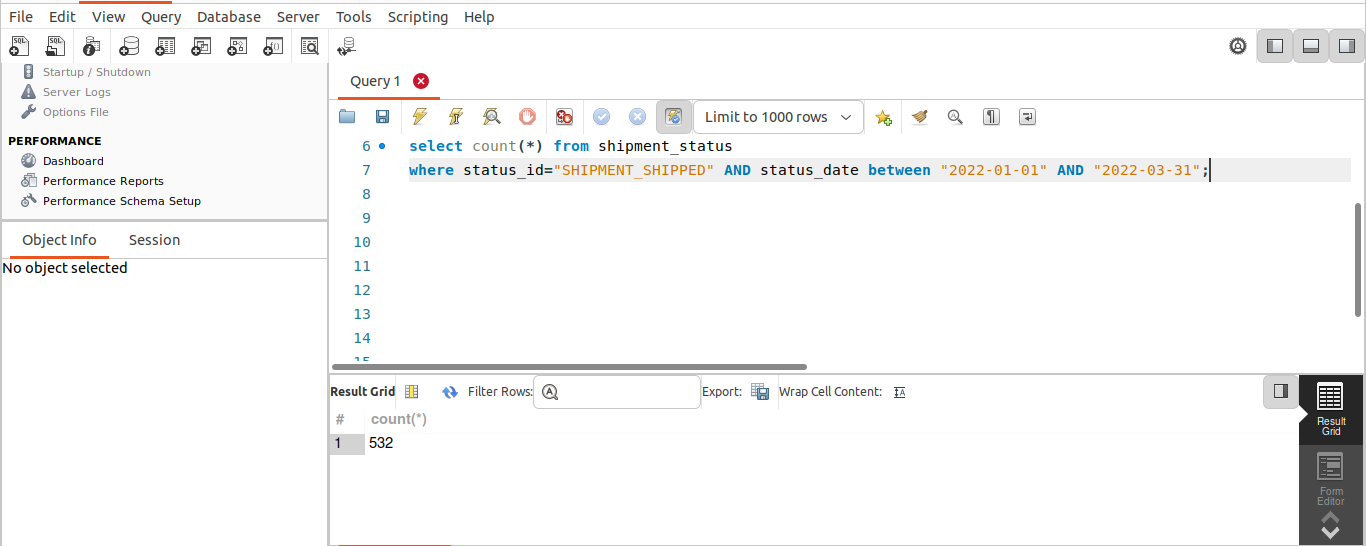 File Edit View Query Database Server Tools Scripting Help
Startup / Shutdown
Server Logs
Options File
PERFORMANCE
Dashboard
Performance Reports
Performance Schema Setup
Object Info Session
No object selected
Query 1
Limit to 1000 rows
6 select count(*) from shipment_status
7 where status_id="SHIPMENT_SHIPPED" AND status_date between "2022-01-01" AND "2022-03-31";
8
9
10
11
12
13
14
15
Result Grid Filter Rows: Export: Wrap Cell Content:
# count(*)
1 532
Result
Grid
Form
Editor